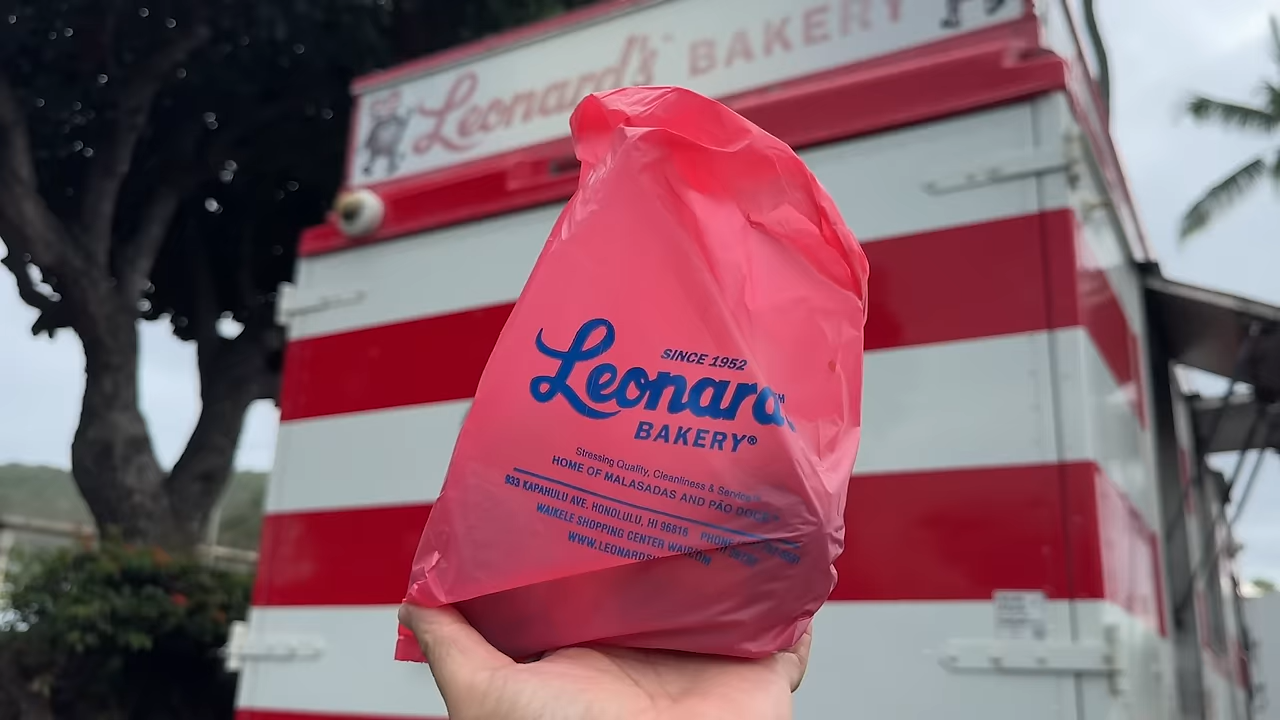 Leonard's BAKERY
SINCE 1952
Leonard
BAKERY®
Stressing Quality, Cleanliness & Service
HOME OF MALASADAS AND PÃO DOCE
933 KAPAHULU AVE. HONOLULU, HI 96816 PHONE
WAIKELE SHOPPING CENTER
WWW.LEONARDS